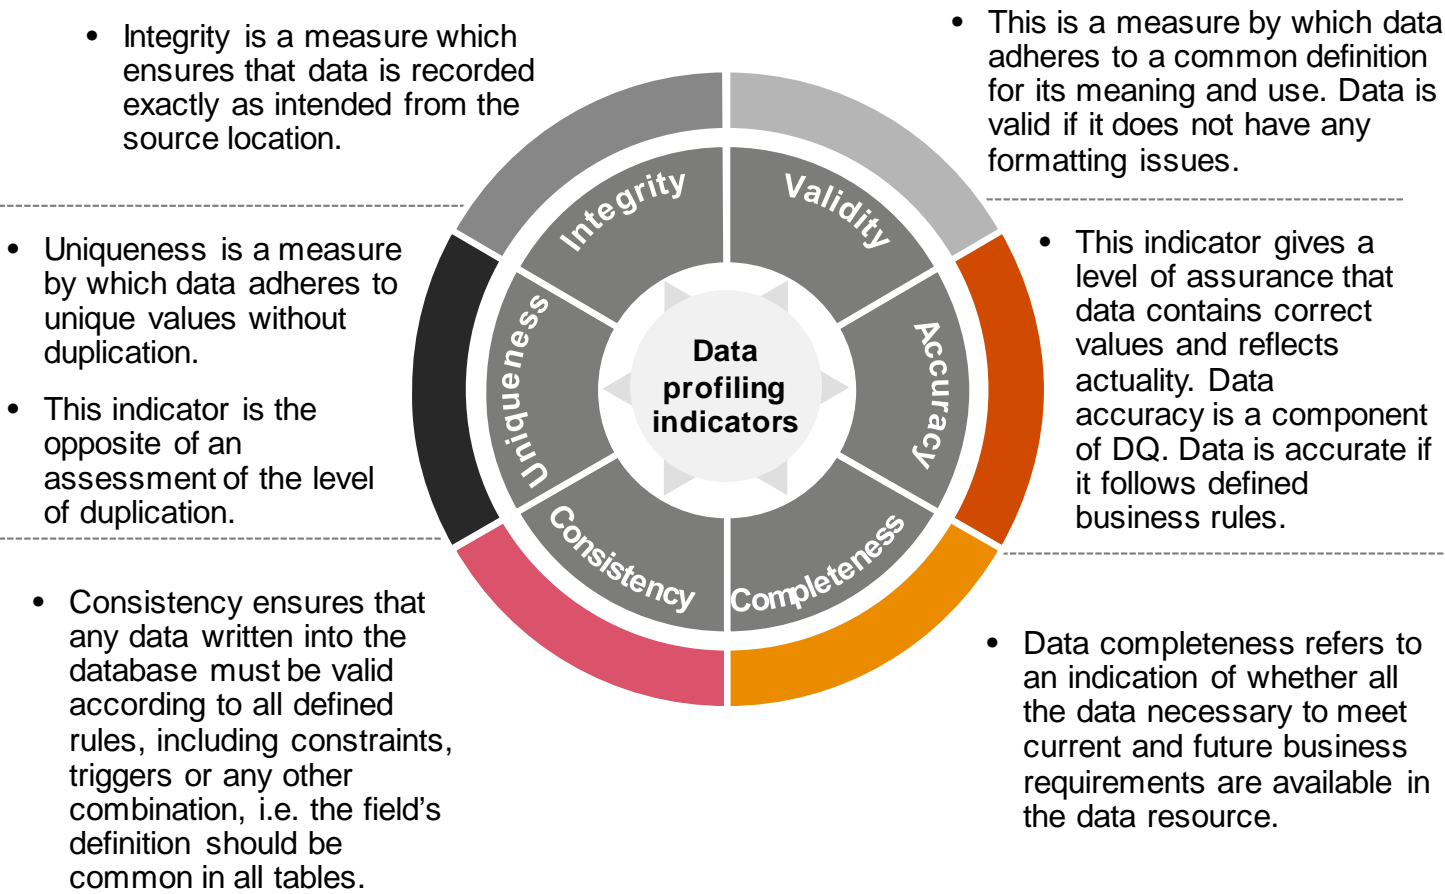 • Integrity is a measure which
ensures that data is recorded
exactly as intended from the
source location.
• This is a measure by which data
adheres to a common definition
for its meaning and use. Data is
valid if it does not have any
formatting issues.
• Uniqueness is a measure
by which data adheres to
unique values without
duplication.
• This indicator is the
opposite of an
assessment of the level
of duplication.
• This indicator gives a
level of assurance that
data contains correct
values and reflects
actuality. Data
accuracy is a component
of DQ. Data is accurate if
it follows defined
business rules.
• Consistency ensures that
any data written into the
database must be valid
according to all defined
rules, including constraints,
triggers or any other
combination, i.e. the field’s
definition should be
common in all tables.
• Data completeness refers to
an indication of whether all
the data necessary to meet
current and future business
requirements are available in
the data resource.
Integrity
Validity
Accuracy
Completeness
Consistency
Uniqueness
Data
profiling
indicators